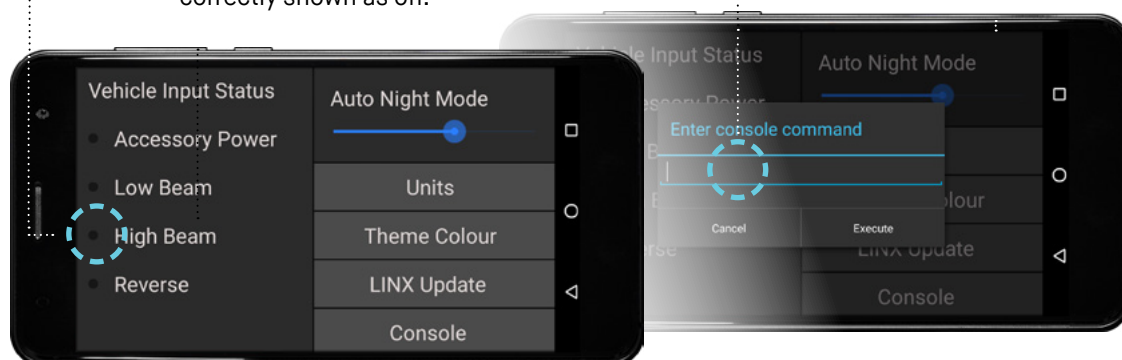 correctly shown as on.
Vehicle Input Status
Accessory Power
Low Beam
High Beam
Reverse
Auto Night Mode
Units
Theme Colour
LINX Update
Console
Input Status
Auto Night Mode
Enter console command
Cancel
Execute
LINX Update
Console